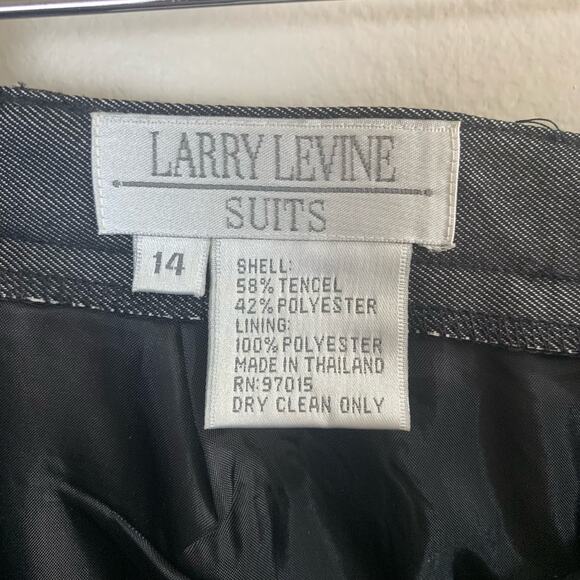 LARRY LEVINE
SUITS
14
SHELL:
58% TENCEL
42% POLYESTER
LINING:
100% POLYESTER
MADE IN THAILAND
RN:97015
DRY CLEAN ONLY